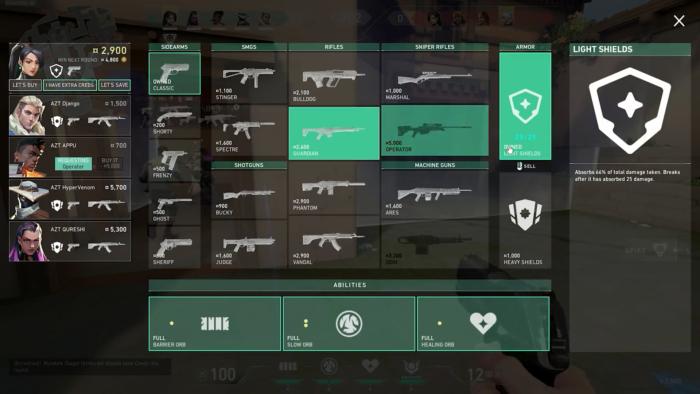 2,900
MIN NEXT ROUND 4,800
LET'S BUY
I HAVE EXTRA CREDS
LET'S SAVE
AZT Django
1,500
AZT APPU
700
REQUESTING
Operator
BUY IT
AZT HyperVenom
5,700
AZT QURESHI
5,300
SIDEARMS
OWNED
CLASSIC
200
SHORTY
500
FRENZY
500
GHOST
SHERIFF
SMGS
1,100
STINGER
1,600
SPECTRE
SHOTGUNS
900
BUCKY
1,600
JUDGE
RIFLES
2,100
BULLDOG
GUARDIAN
2,900
PHANTOM
2,900
VANDAL
SNIPER RIFLES
1,000
MARSHAL
5,000
OPERATOR
MACHINE GUNS
1,600
ARES
ODIN
ARMOR
25/25
OWNED
LIGHT SHIELDS
SELL
1,000
HEAVY SHIELDS
ABILITIES
FULL
BARRIER ORB
FULL
SLOW ORB
FULL
HEALING ORB
LIGHT SHIELDS
Absorbs 66% of total damage taken. Breaks
after it has absorbed 25 damage.
100
12